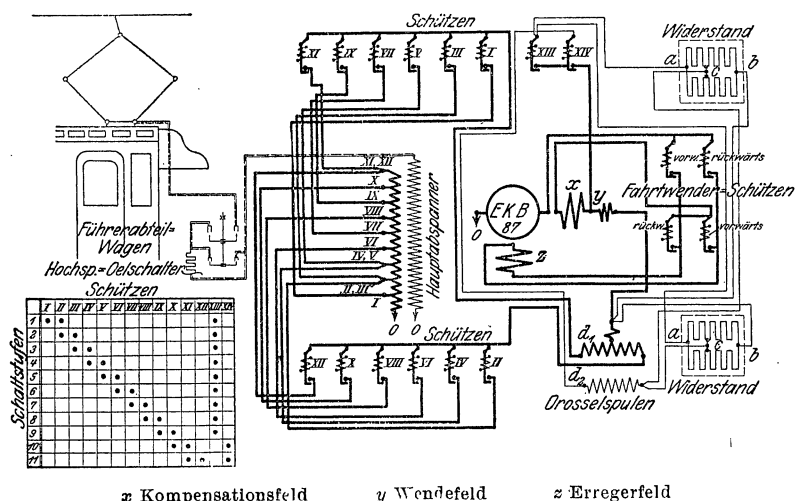 Schützen
XI IX VII V III I
XIII XIV
Widerstand
a c b
vorw. rückwärts
XI, XII
X
IX
VIII
VII
VI
IV, V
II, III
I
Hauptabspanner
0 0
EKB
87
0
x
y
z
Fahrtwender=Schützen
rückw. vorwärts
Führerabteil=
Wagen
Hochsp.=Oelschalter
Schützen
I II III IV V VI VII VIII IX X XI XII XIII XIV
Schaltstufen
1
2
3
4
5
6
7
8
9
10
11
Schützen
XII X VIII VI IV II
d1
d2
Drosselspulen
a c b
Widerstand
x Kompensationsfeld y Wendefeld z Erregerfeld